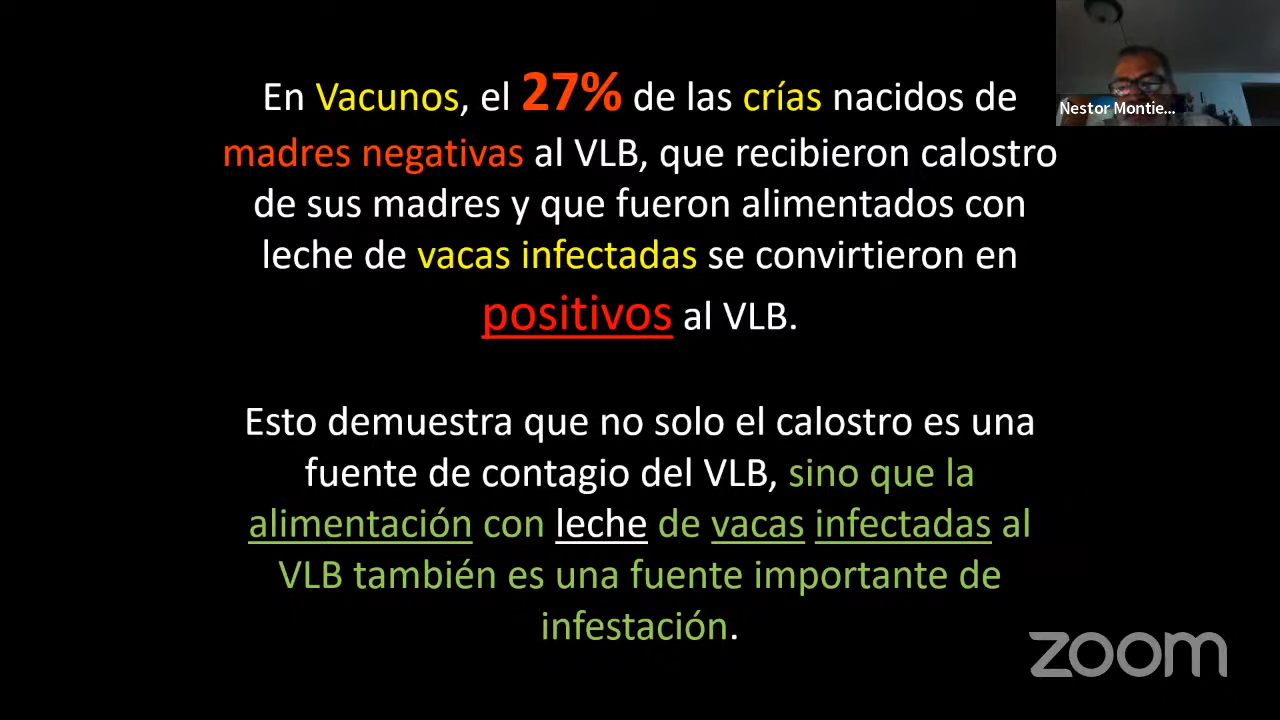 En Vacunos, el 27% de las crías nacidos de
madres negativas al VLB, que recibieron calostro
de sus madres y que fueron alimentados con
leche de vacas infectadas se convirtieron en
positivos al VLB.
Esto demuestra que no solo el calostro es una
fuente de contagio del VLB, sino que la
alimentación con leche de vacas infectadas al
VLB también es una fuente importante de
infestación.
Nestor Montie...
zoom